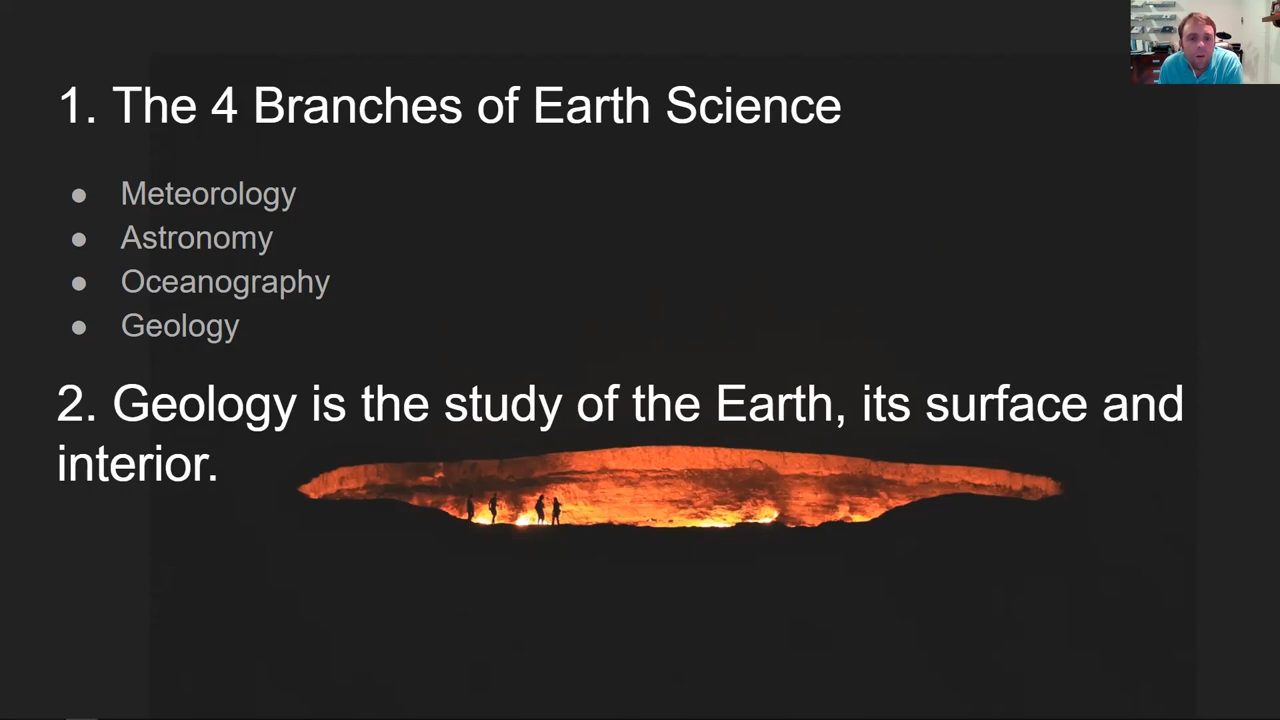 1. The 4 Branches of Earth Science
● Meteorology
● Astronomy
● Oceanography
● Geology
2. Geology is the study of the Earth, its surface and
interior.